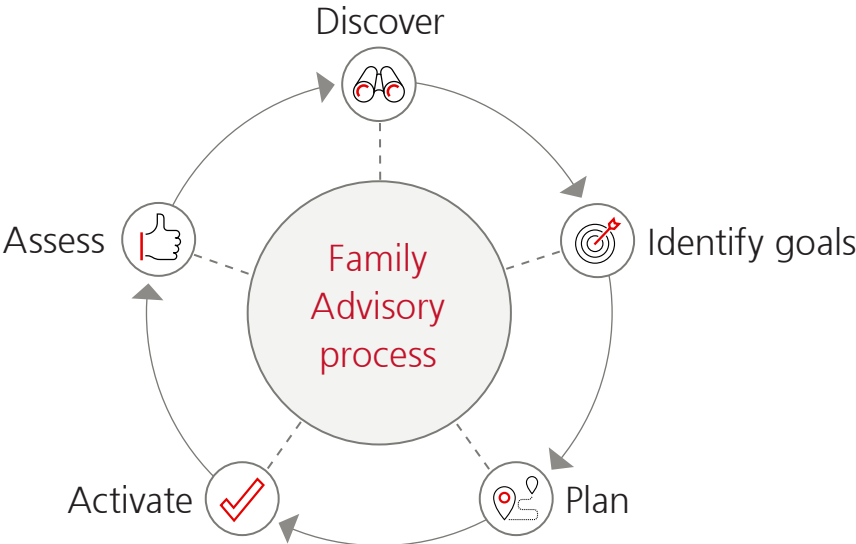 Discover
Identify goals
Plan
Activate
Assess
Family
Advisory
process